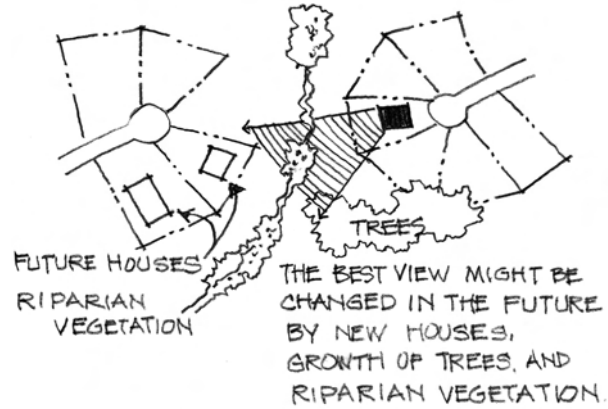 TREES
FUTURE HOUSES
RIPARIAN
VEGETATION
THE BEST VIEW MIGHT BE
CHANGED IN THE FUTURE
BY NEW HOUSES,
GROWTH OF TREES, AND
RIPARIAN VEGETATION.